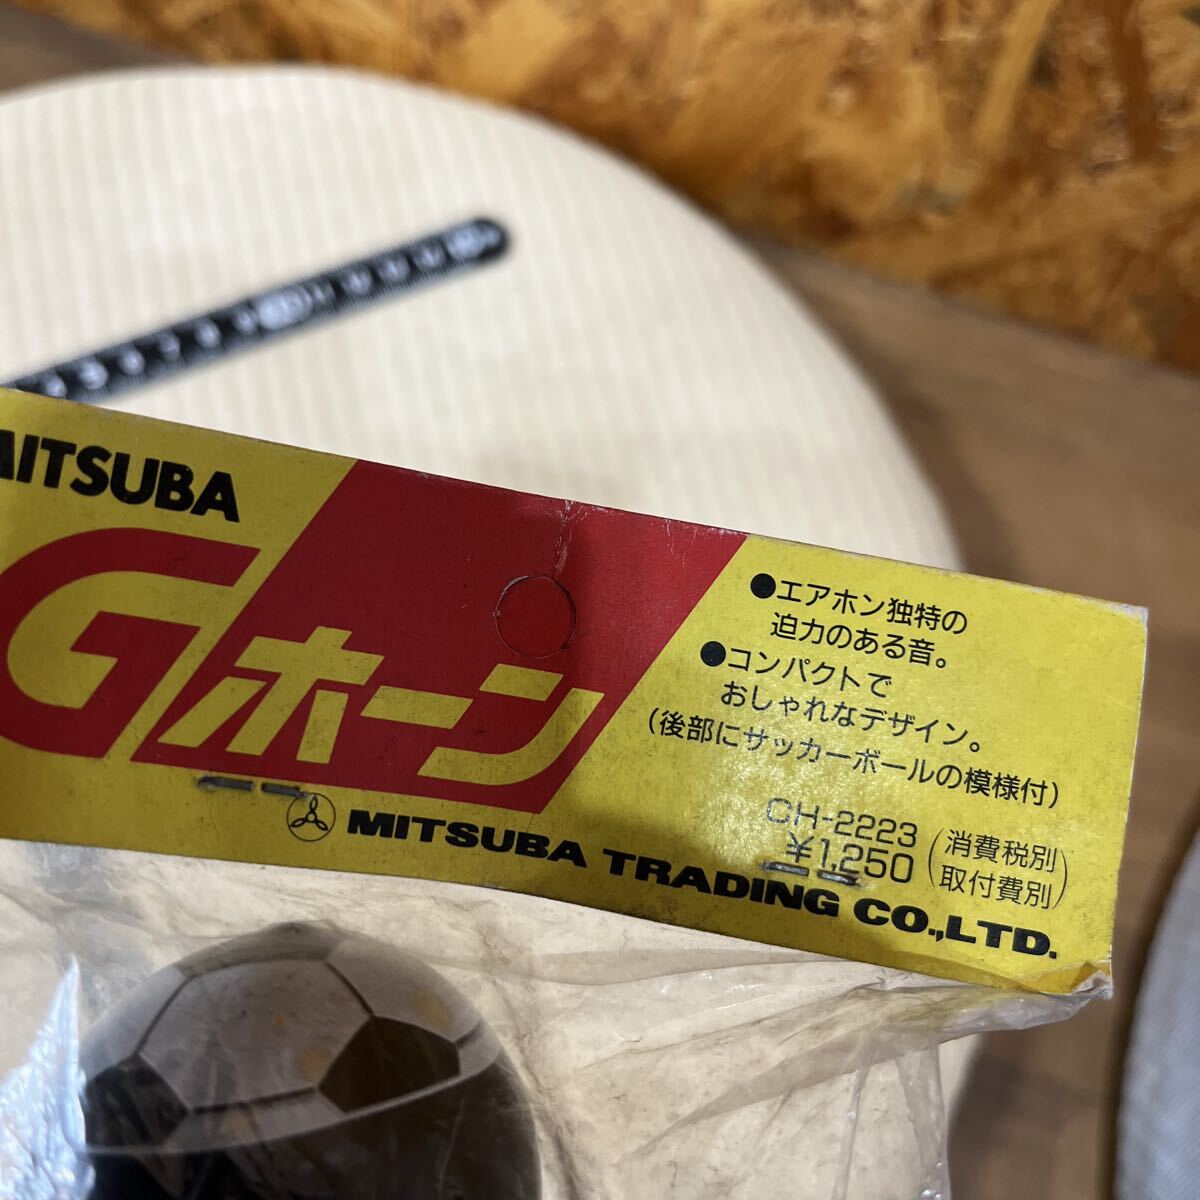 MITSUBA
Gホーン
●エアホン独特の
迫力のある音。
●コンパクトで
おしゃれなデザイン。
(後部にサッカーボールの模様付)
CH-2223
¥1,250
(消費税別
取付費別)
MITSUBA TRADING CO.,LTD.